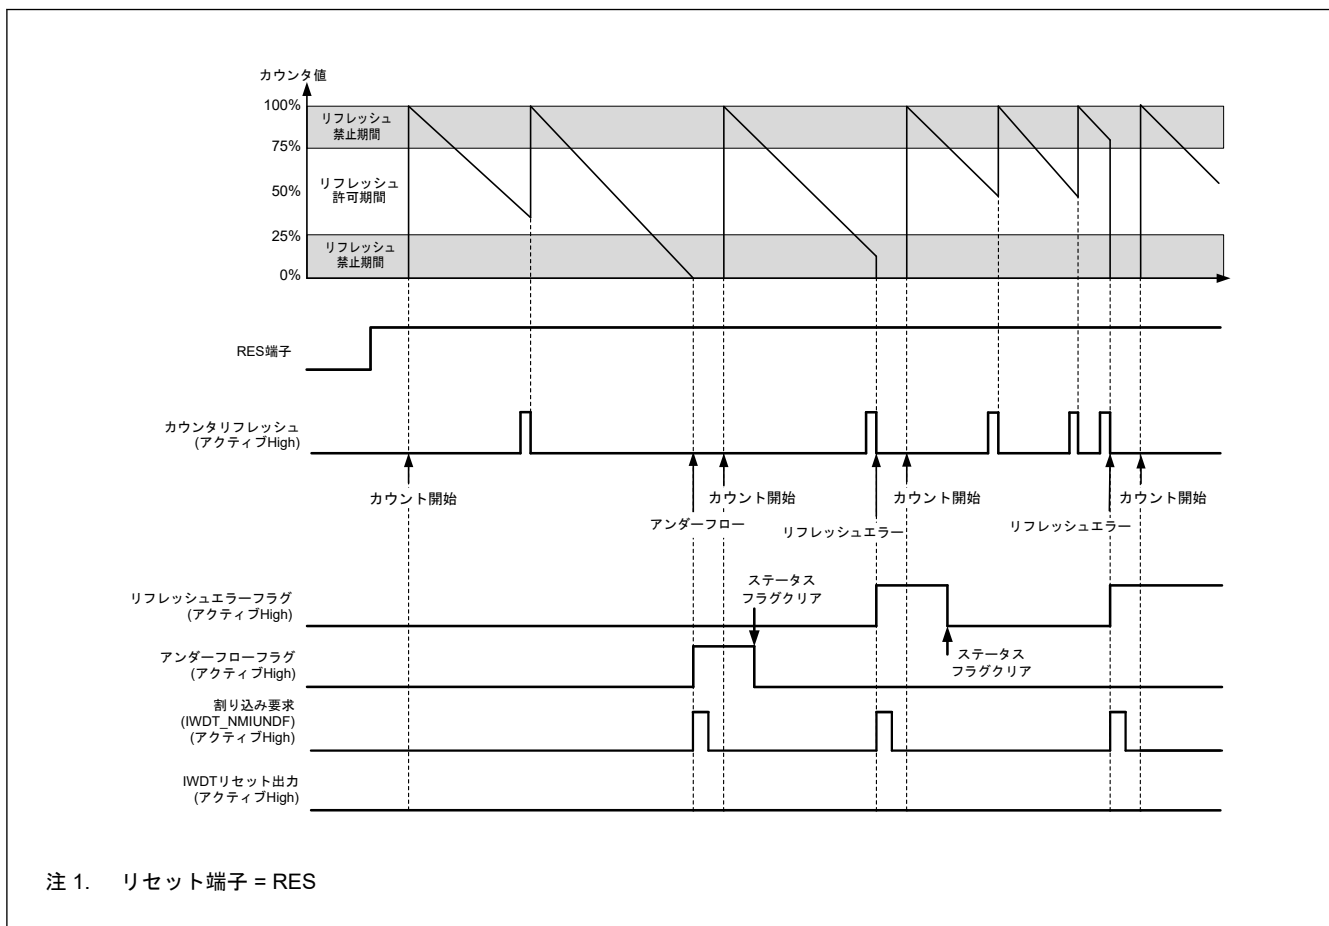 カウンタ値
100%
リフレッシュ
禁止期間
75%
リフレッシュ
許可期間
50%
25%
リフレッシュ
禁止期間
0%
RES端子
カウンタリフレッシュ
(アクティブHigh)
カウント開始
カウント開始
カウント開始
カウント開始
アンダーフロー
リフレッシュエラー
リフレッシュエラー
ステータス
フラグクリア
リフレッシュエラーフラグ
(アクティブHigh)
アンダーフローフラグ
(アクティブHigh)
ステータス
フラグクリア
割り込み要求
(IWDT_NMIUNDF)
(アクティブHigh)
IWDTリセット出力
(アクティブHigh)
注 1. リセット端子 = RES